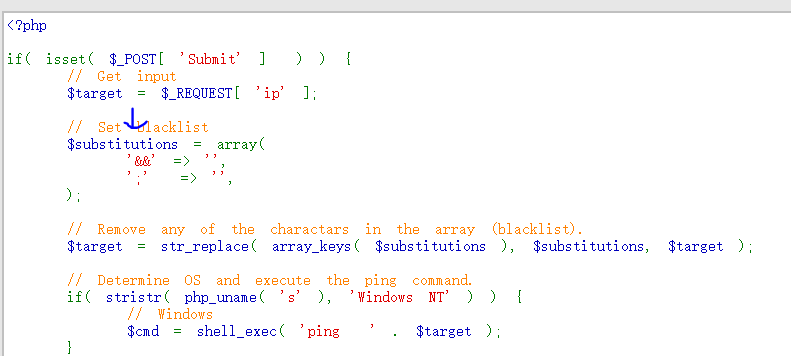 <?php
if( isset( $_POST[ 'Submit' ] ) ) {
// Get input
$target = $_REQUEST[ 'ip' ];
// Set blacklist
$substitutions = array(
'&&' => '',
';' => '',
);
// Remove any of the charactars in the array (blacklist).
$target = str_replace( array_keys( $substitutions ), $substitutions, $target );
// Determine OS and execute the ping command.
if( stristr( php_uname( 's' ), 'Windows NT' ) ) {
// Windows
$cmd = shell_exec( 'ping ' . $target );
}